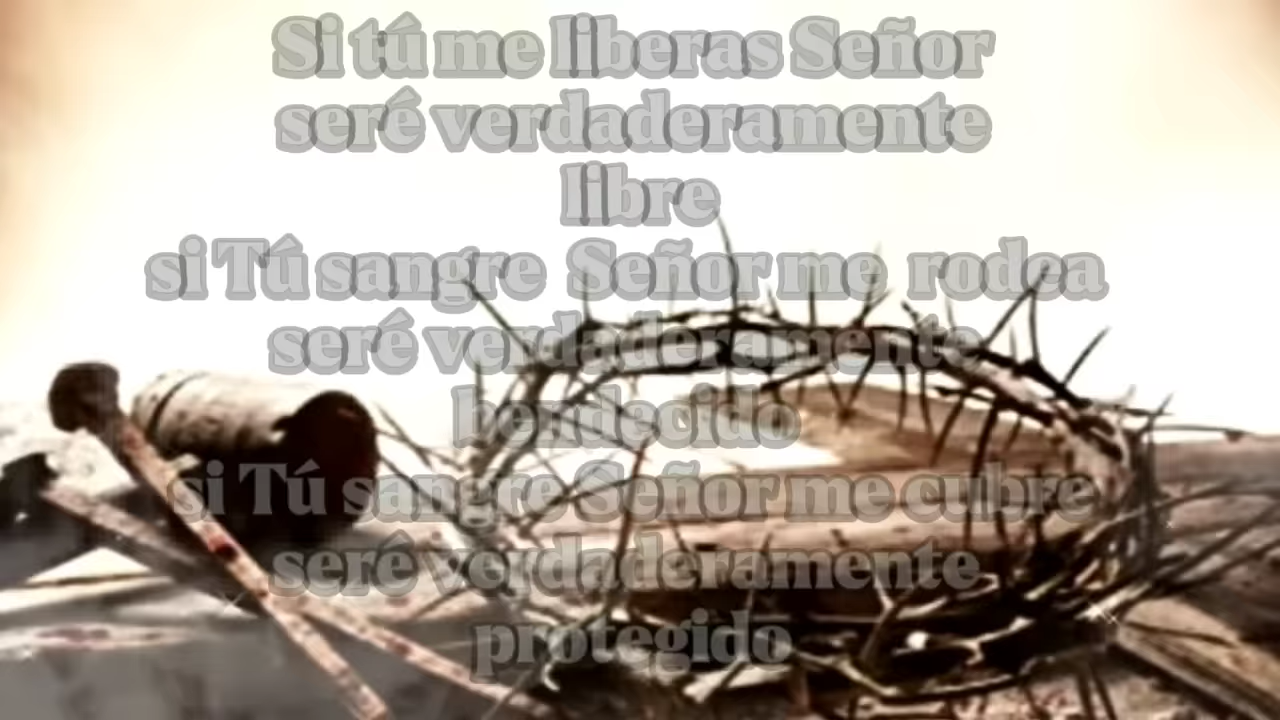 Si tú me liberas Señor
seré verdaderamente
libre
si Tú sangre Señor me rodea
seré verdaderamente
bendecido
si Tú sangre Señor me cubre
seré verdaderamente
protegido